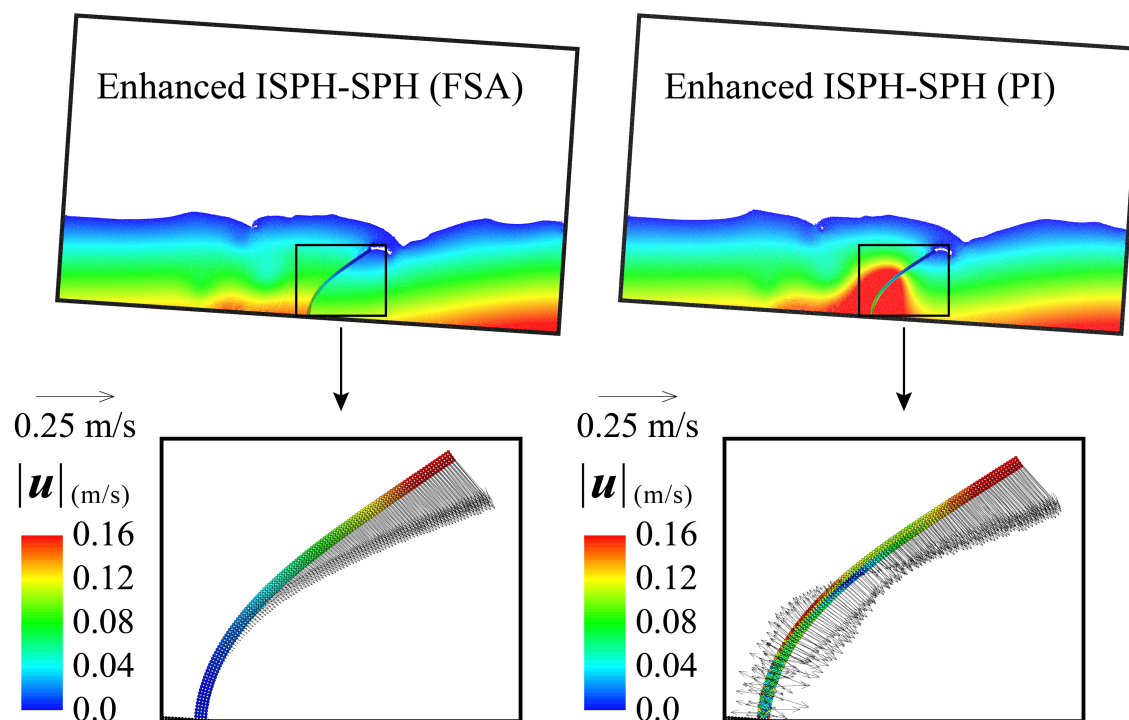 Enhanced ISPH-SPH (FSA)
Enhanced ISPH-SPH (PI)
0.25 m/s
|u| (m/s)
0.16
0.12
0.08
0.04
0.0
0.25 m/s
|u| (m/s)
0.16
0.12
0.08
0.04
0.0